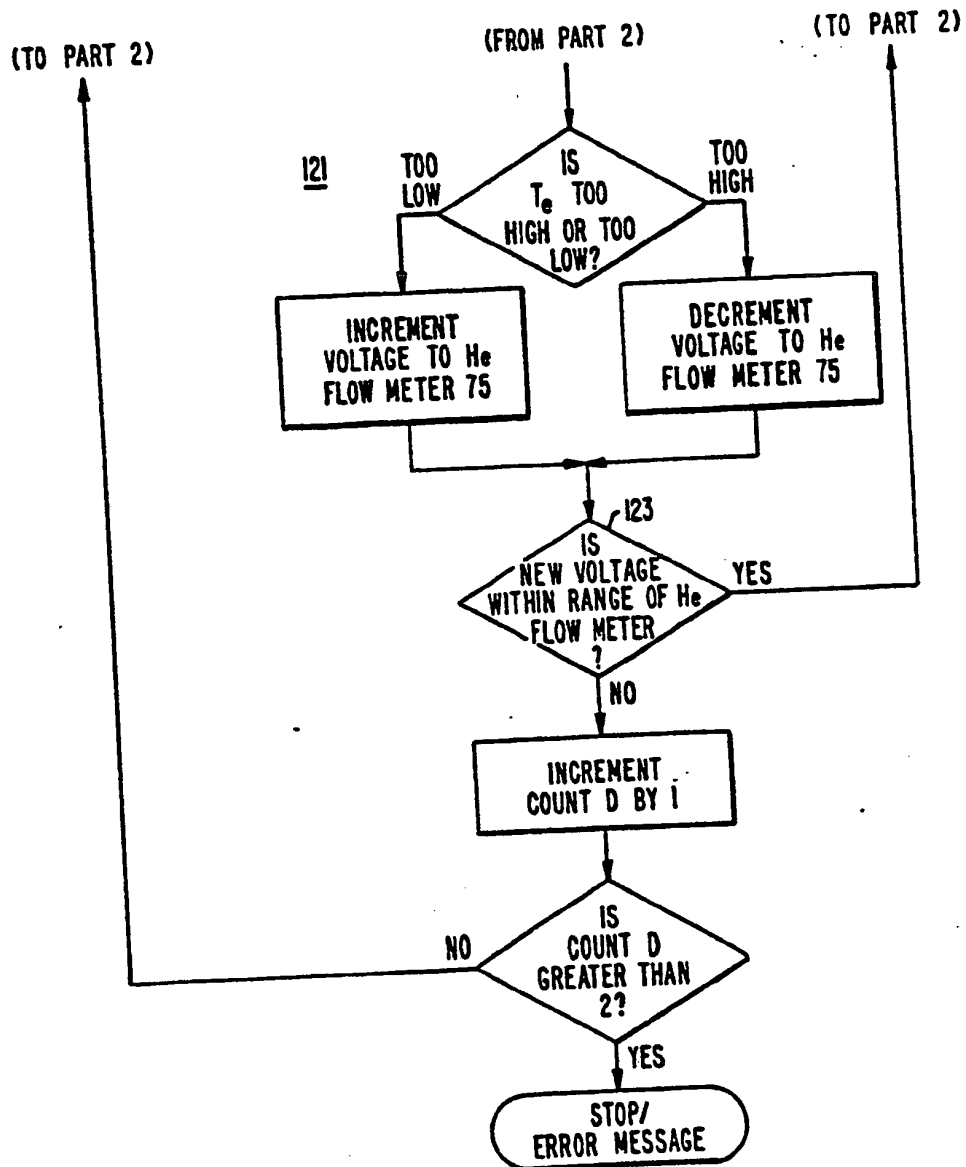 (TO PART 2)
(FROM PART 2)
(TO PART 2)
121
TOO
LOW
IS
Te TOO
HIGH OR TOO
LOW?
TOO
HIGH
INCREMENT
VOLTAGE TO He
FLOW METER 75
DECREMENT
VOLTAGE TO He
FLOW METER 75
123
IS
NEW VOLTAGE
WITHIN RANGE OF He
FLOW METER
?
YES
NO
INCREMENT
COUNT D BY 1
IS
COUNT D
GREATER THAN
2?
NO
YES
STOP/
ERROR MESSAGE